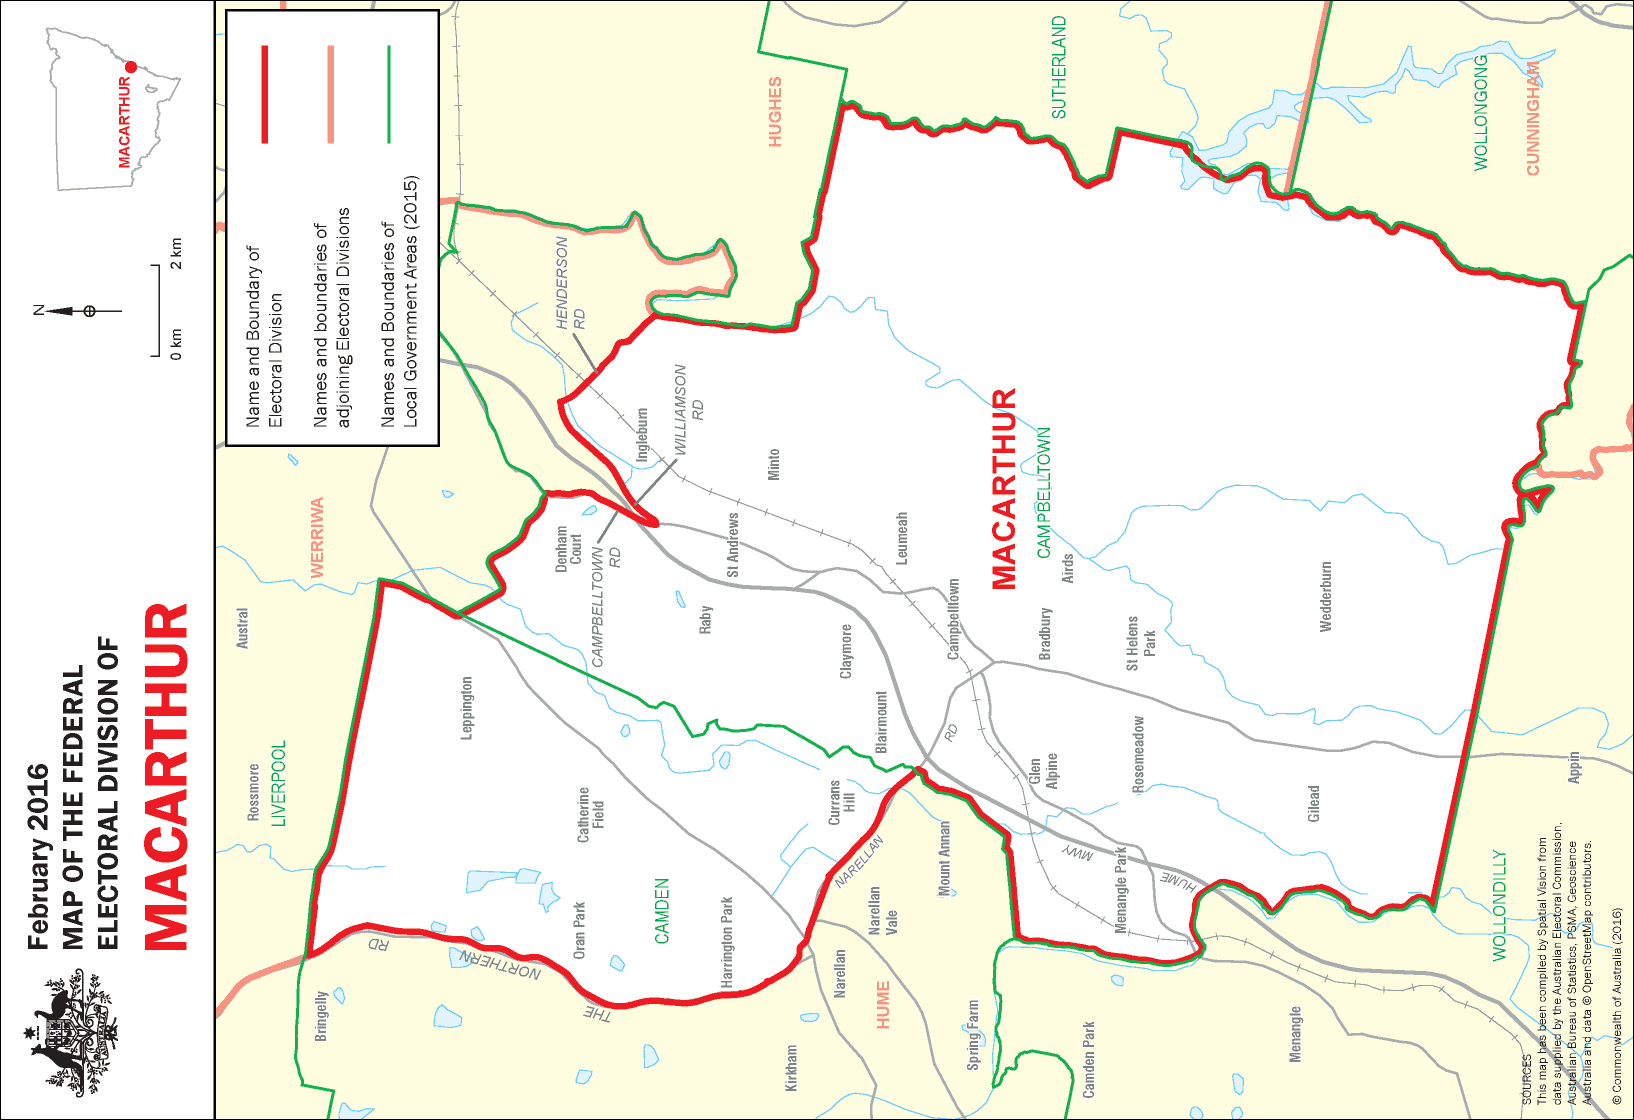 February 2016
MAP OF THE FEDERAL
ELECTORAL DIVISION OF
MACARTHUR
N
0 km
2 km
MACARTHUR
Name and Boundary of
Electoral Division
Names and boundaries of
adjoining Electoral Divisions
Names and Boundaries of
Local Government Areas (2015)
Bringelly
Rossmore
LIVERPOOL
Austral
WERRIWA
HUGHES
SUTHERLAND
WOLLONGONG
CUNNINGHAM
RD
NORTHERN
THE
Leppington
Catherine
Field
Oran Park
CAMDEN
Harrington Park
Denham
Court
CAMPBELLTOWN
RD
HENDERSON
RD
WILLIAMSON
RD
Ingleburn
Minto
St Andrews
Raby
Claymore
Blairmount
Currans
Hill
NARELLAN
RD
Kirkham
Narellan
Narellan
Vale
HUME
Mount Annan
Spring Farm
Leumeah
Campbelltown
MACARTHUR
CAMPBELLTOWN
Airds
Bradbury
St Helens
Park
Glen
Alpine
Rosemeadow
Menangle Park
HUME
MWY
Camden Park
Menangle
Gilead
Wedderburn
WOLLONDILLY
Appin
SOURCES
This map has been compiled by Spatial Vision from
data supplied by the Australian Electoral Commission,
Australian Bureau of Statistics, PSMA, Geoscience
Australia and data © OpenStreetMap contributors.
© Commonwealth of Australia (2016)